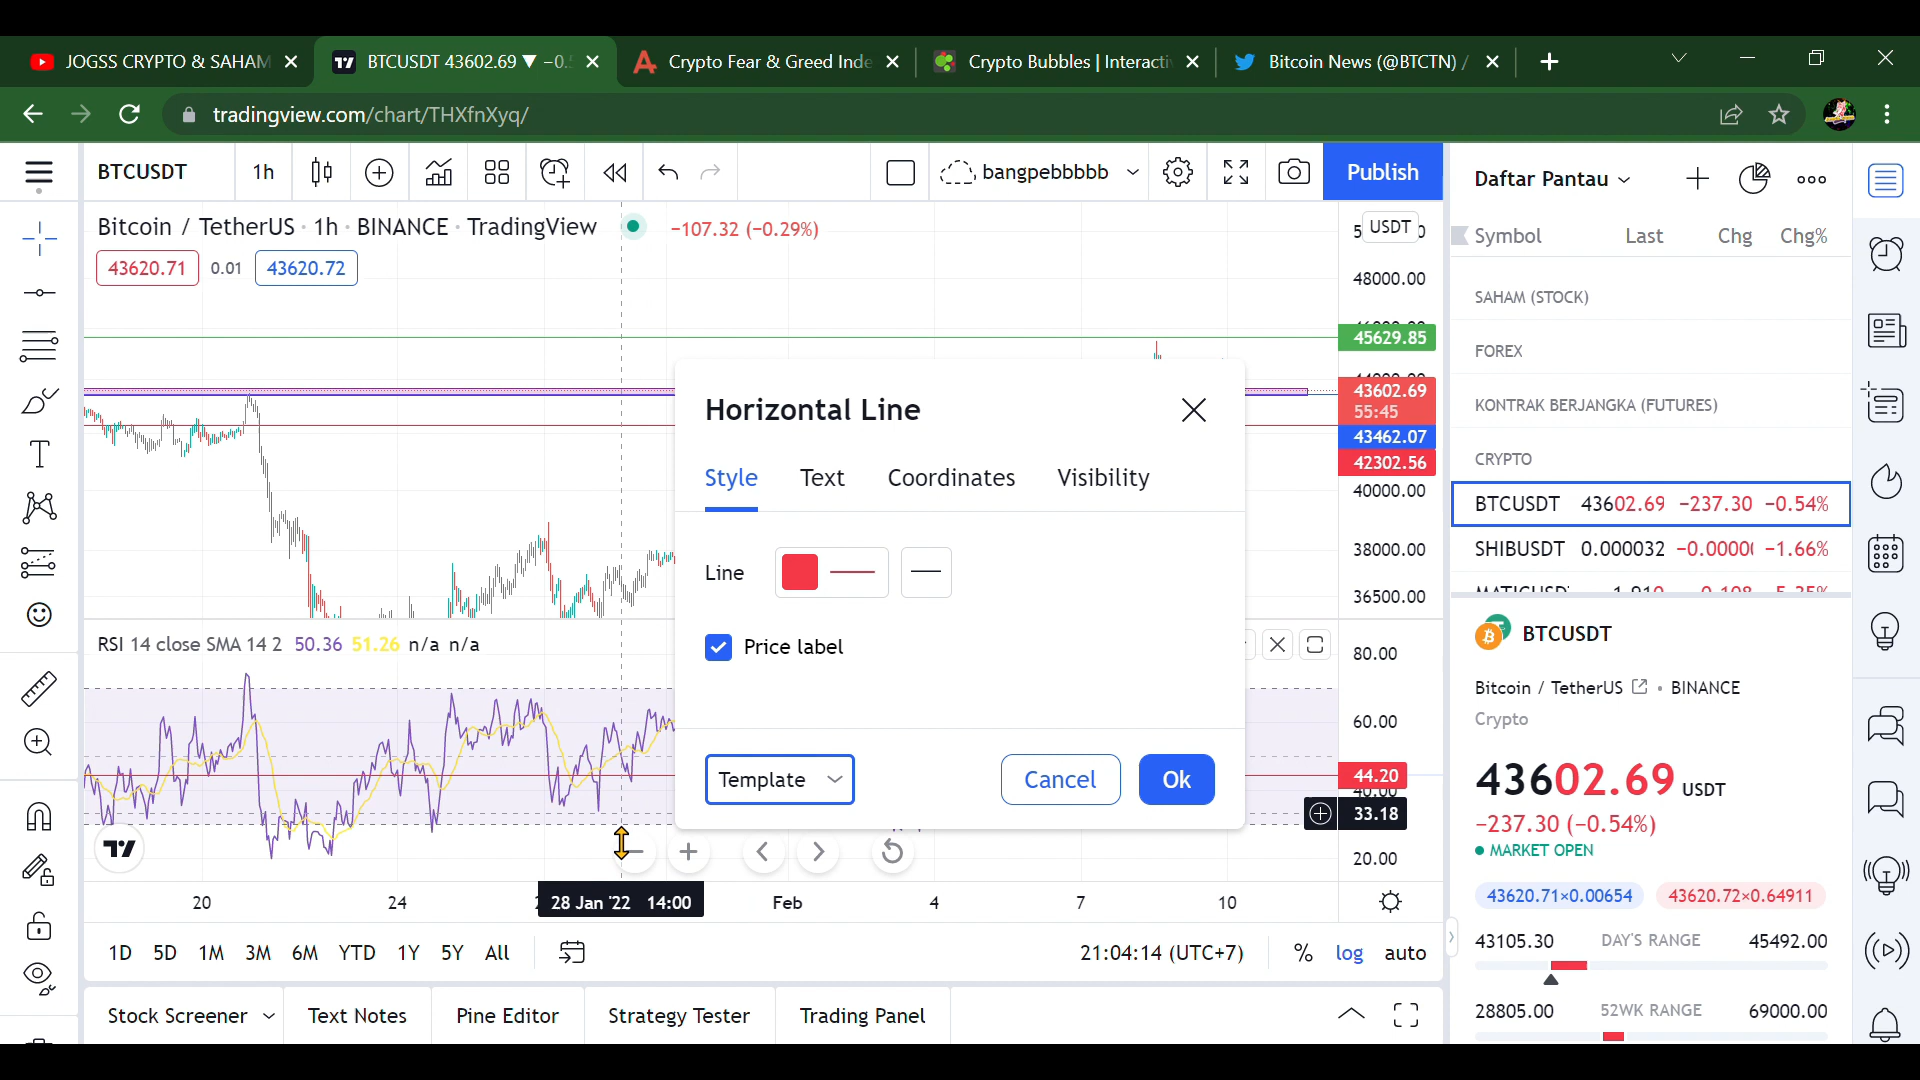 JOGSS CRYPTO & SAHAM
BTCUSDT 43602.69 ▼ −0.5
Crypto Fear & Greed Inde
Crypto Bubbles | Interacti
Bitcoin News (@BTCTN) /
tradingview.com/chart/THXfnXyq/
BTCUSDT
1h
bangpebbbbb
Publish
Bitcoin / TetherUS · 1h · BINANCE · TradingView
−107.32 (−0.29%)
43620.71
0.01
43620.72
USDT
48000.00
45629.85
43602.69
55:45
43462.07
42302.56
40000.00
38000.00
36500.00
Horizontal Line
Style
Text
Coordinates
Visibility
Line
Price label
Template
Cancel
Ok
RSI 14 close SMA 14 2 50.36 51.26 n/a n/a
80.00
60.00
44.20
40.00
33.18
20.00
20
24
28 Jan '22 14:00
Feb
4
7
10
1D
5D
1M
3M
6M
YTD
1Y
5Y
All
21:04:14 (UTC+7)
%
log
auto
Stock Screener
Text Notes
Pine Editor
Strategy Tester
Trading Panel
Daftar Pantau
Symbol Last Chg Chg%
SAHAM (STOCK)
FOREX
KONTRAK BERJANGKA (FUTURES)
CRYPTO
BTCUSDT 43602.69 −237.30 −0.54%
SHIBUSDT 0.000032 −0.0000 −1.66%
BTCUSDT
Bitcoin / TetherUS · BINANCE
Crypto
43602.69 USDT
−237.30 (−0.54%)
MARKET OPEN
43620.71×0.00654
43620.72×0.64911
43105.30 DAY'S RANGE 45492.00
28805.00 52WK RANGE 69000.00